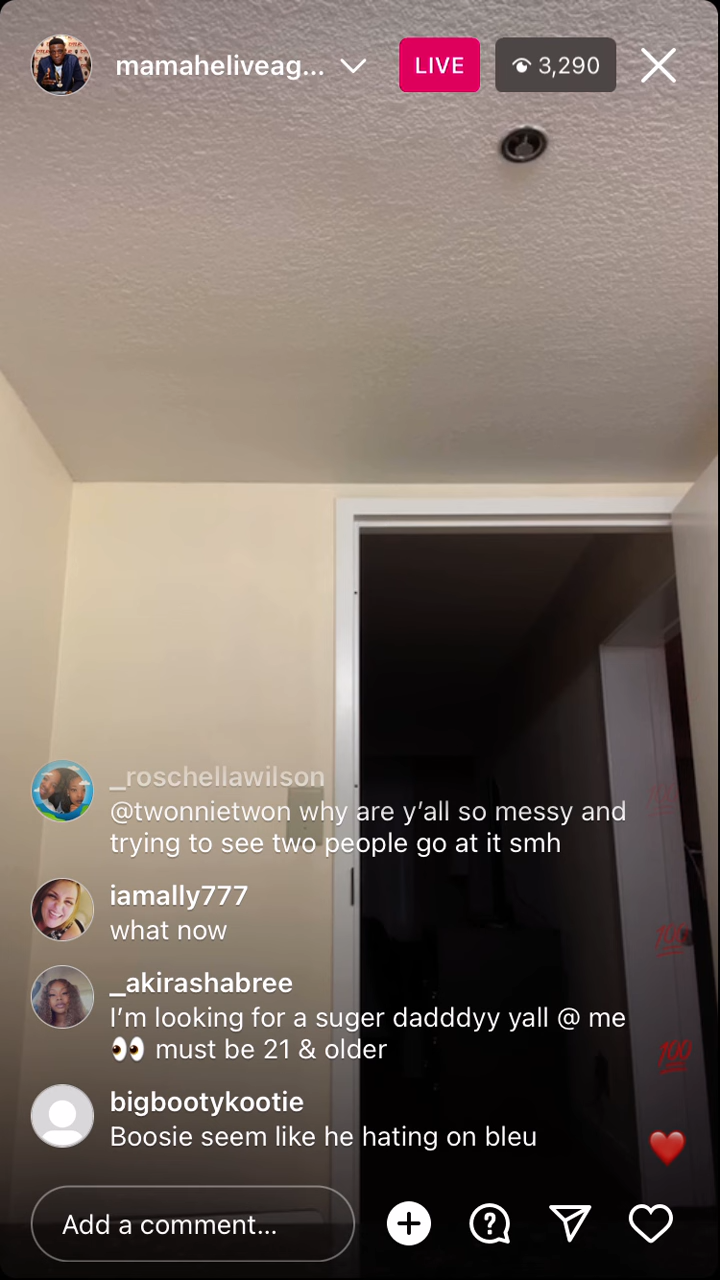 mamaheliveag...
LIVE
3,290
_roschellawilson
@twonnietwon why are y’all so messy and
trying to see two people go at it smh
iamally777
what now
_akirashabree
I’m looking for a suger dadddyy yall @ me
👀 must be 21 & older
bigbootykootie
Boosie seem like he hating on bleu
Add a comment...